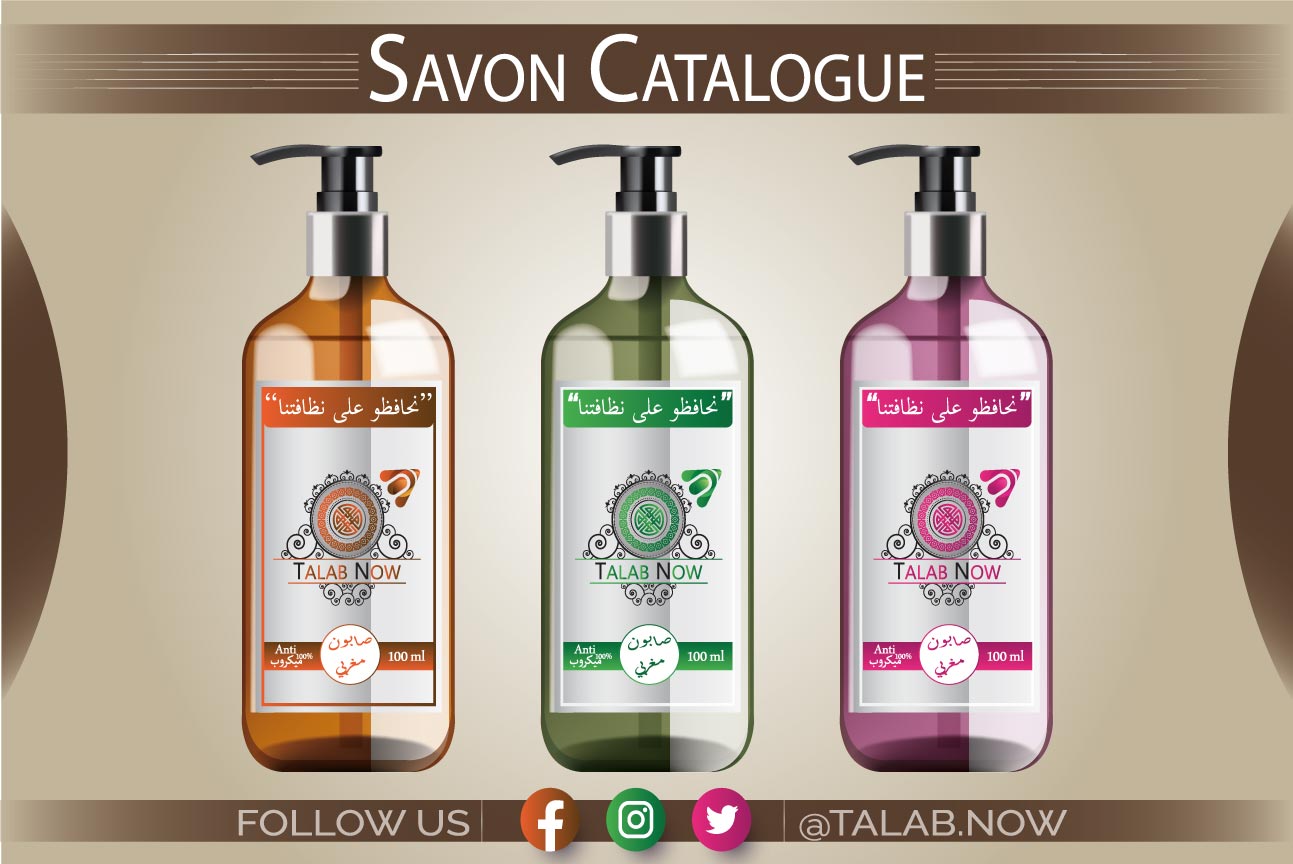 SAVON CATALOGUE
“نحافظو على نظافتنا”
TALAB NOW
صابون
مغربي
Anti 100%
ميكروب
100 ml
"نحافظو على نظافتنا"
TALAB NOW
صابون
مغربي
Anti 100%
ميكروب
100 ml
"نحافظو على نظافتنا"
TALAB NOW
صابون
مغربي
Anti 100%
ميكروب
100 ml
FOLLOW US
@TALAB.NOW